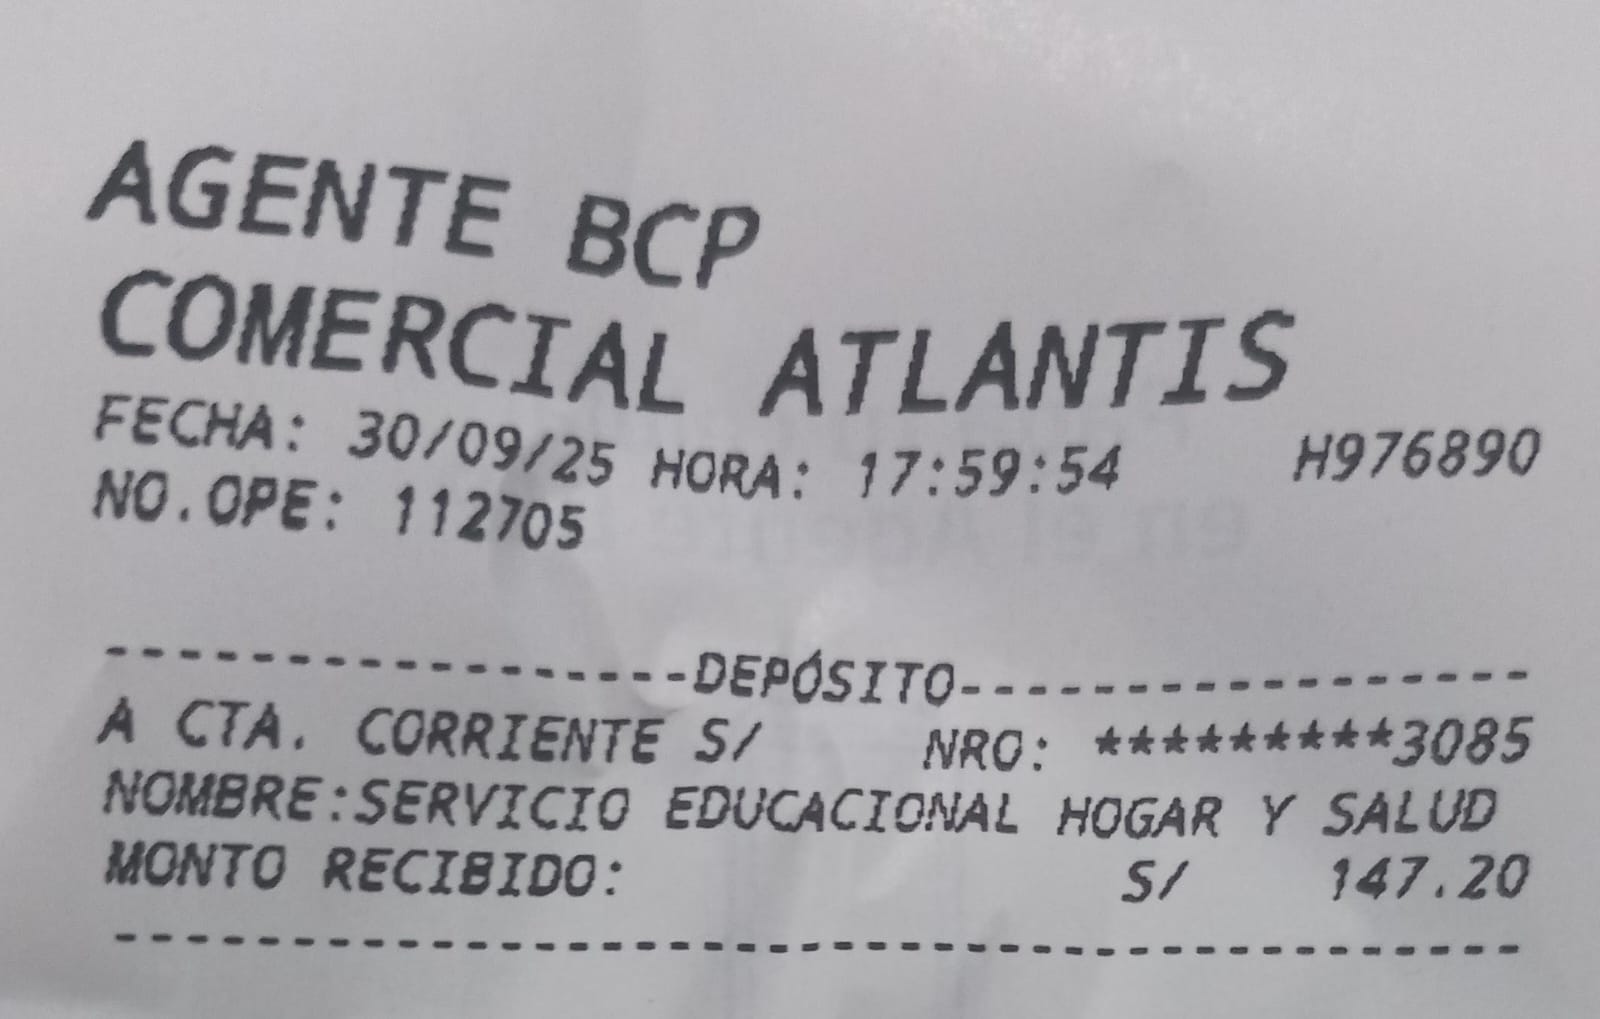 AGENTE BCP
COMERCIAL ATLANTIS
FECHA: 30/09/25 HORA: 17:59:54 H976890
NO.OPE: 112705
------------------DEPÓSITO-----------------
A CTA. CORRIENTE S/ NRO: *********3085
NOMBRE:SERVICIO EDUCACIONAL HOGAR Y SALUD
MONTO RECIBIDO: S/ 147.20
-----------------------------------------